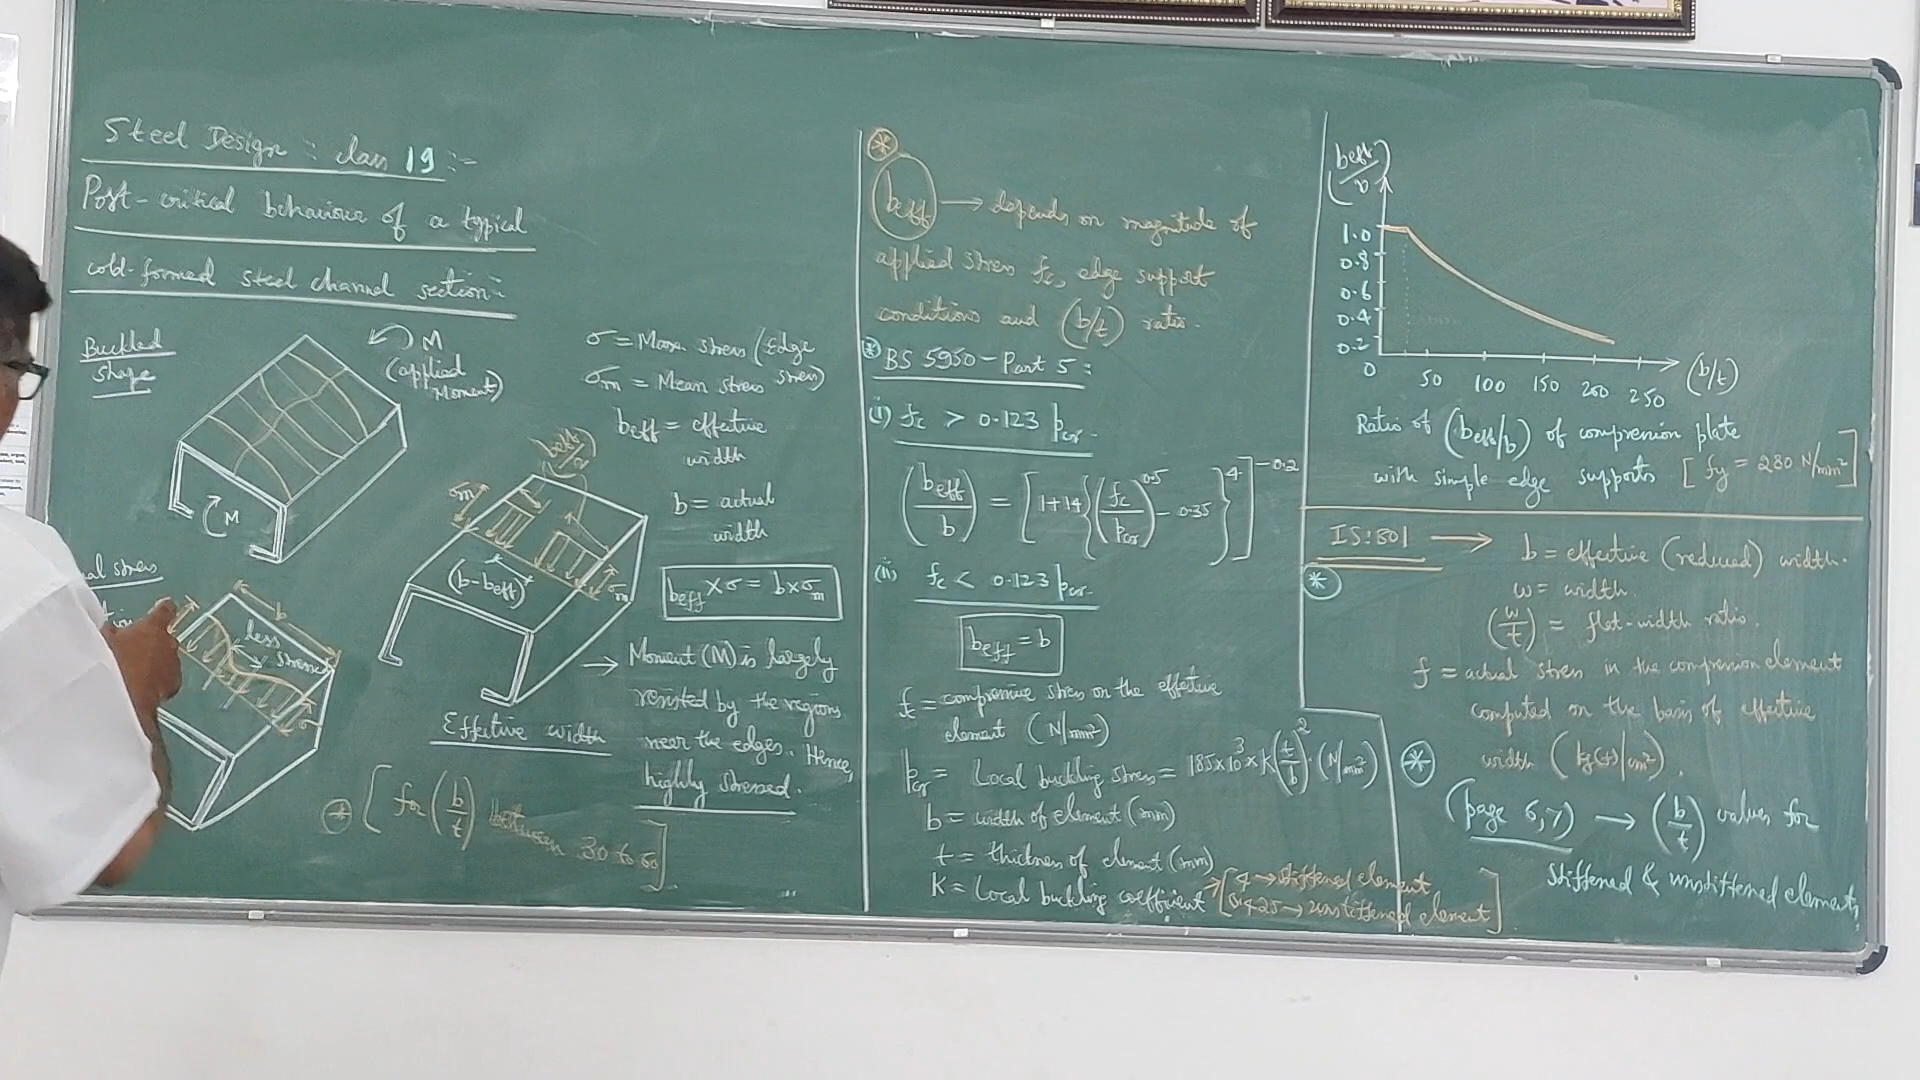 Steel Design :- class 19 :-
Post-critical behaviour of a typical
cold-formed steel channel section:-
Buckled
shape
M
(applied
Moment)
M
σ = Max. stress (Edge
stress)
σm = Mean stress
beff = effective
width
b = actual
width
beff/2
σm
(b-beff)
σm
beff × σ = b × σm
al stress
b
less
stress
σ
→ Moment (M) is largely
resisted by the regions
near the edges. Hence,
highly stressed.
Effective width
* [for (b/t) between 30 to 60]
*
beff → depends on magnitude of
applied stress fc, edge support
conditions and (b/t) ratio.
* BS 5950 - Part 5 :
(i) fc > 0.123 pcr.
(beff/b) = [1+14{(fc/pcr)^0.5 - 0.35}^4]^-0.2
(ii) fc < 0.123 pcr.
beff = b
fc = compressive stress on the effective
element (N/mm²)
pcr = Local buckling stress = 185×10³ × K(t/b)² (N/mm²)
b = width of element (mm)
t = thickness of element (mm)
K = Local buckling coefficient → [4 → stiffened element
0.425 → unstiffened element]
(beff/b)
1.0
0.8
0.6
0.4
0.2
0 50 100 150 200 250 (b/t)
Ratio of (beff/b) of compression plate
with simple edge supports [fy = 280 N/mm²]
IS:801 → b = effective (reduced) width.
* w = width.
(w/t) = flat-width ratio.
f = actual stress in the compression element
computed on the basis of effective
width (kg(f)/cm²).
* (page 6,7) → (b/t) values for
stiffened & unstiffened elements